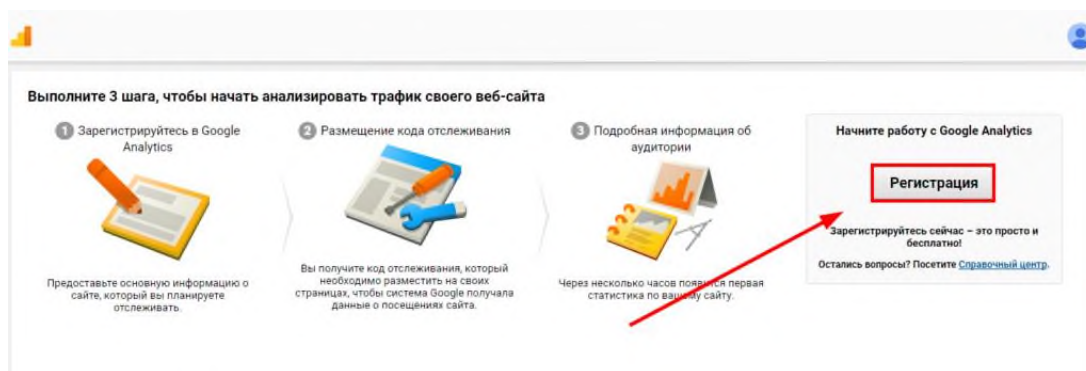 Выполните 3 шага, чтобы начать анализировать трафик своего веб-сайта
1 Зарегистрируйтесь в Google
Analytics
Предоставьте основную информацию о
сайте, который вы планируете
отслеживать.
2 Размещение кода отслеживания
Вы получите код отслеживания, который
необходимо разместить на своих
страницах, чтобы система Google получала
данные о посещениях сайта.
3 Подробная информация об
аудитории
Через несколько часов появится первая
статистика по вашему сайту.
Начните работу с Google Analytics
Регистрация
Зарегистрируйтесь сейчас – это просто и
бесплатно!
Остались вопросы? Посетите Справочный центр.